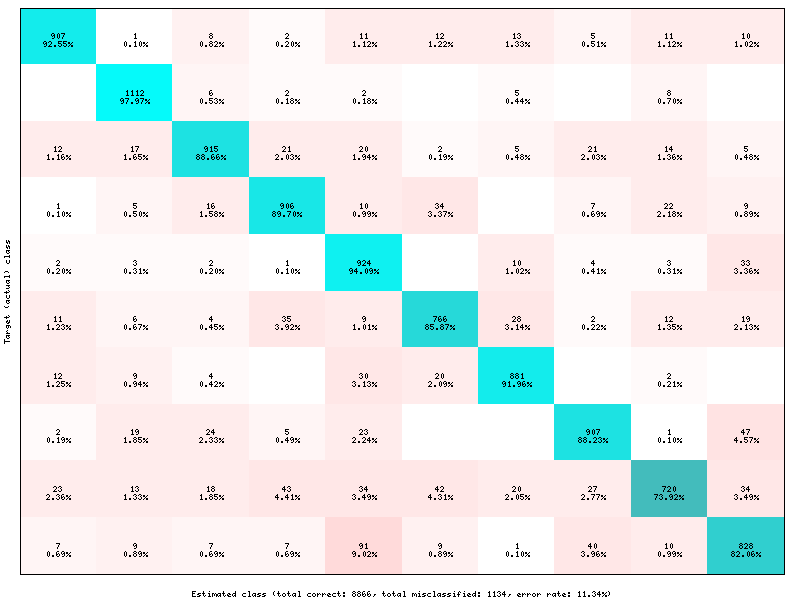 907 1 8 2 11 12 13 5 11 10
92.55% 0.10% 0.82% 0.20% 1.12% 1.22% 1.33% 0.51% 1.12% 1.02%
1112 6 2 2 5 8
97.97% 0.53% 0.18% 0.18% 0.44% 0.70%
12 17 915 21 20 2 5 21 14 5
1.16% 1.65% 88.66% 2.03% 1.94% 0.19% 0.48% 2.03% 1.36% 0.48%
1 5 16 906 10 34 7 22 9
0.10% 0.50% 1.58% 89.70% 0.99% 3.37% 0.69% 2.18% 0.89%
2 3 2 1 924 10 4 3 33
0.20% 0.31% 0.20% 0.10% 94.09% 1.02% 0.41% 0.31% 3.36%
11 6 4 35 9 766 28 2 12 19
1.23% 0.67% 0.45% 3.92% 1.01% 85.87% 3.14% 0.22% 1.35% 2.13%
12 9 4 30 20 881 2
1.25% 0.94% 0.42% 3.13% 2.09% 91.96% 0.21%
2 19 24 5 23 907 1 47
0.19% 1.85% 2.33% 0.49% 2.24% 88.23% 0.10% 4.57%
23 13 18 43 34 42 20 27 720 34
2.36% 1.33% 1.85% 4.41% 3.49% 4.31% 2.05% 2.77% 73.92% 3.49%
7 9 7 7 91 9 1 40 10 828
0.69% 0.89% 0.69% 0.69% 9.02% 0.89% 0.10% 3.96% 0.99% 82.06%
Target (actual) class
Estimated class (total correct: 8866, total misclassified: 1134, error rate: 11.34%)